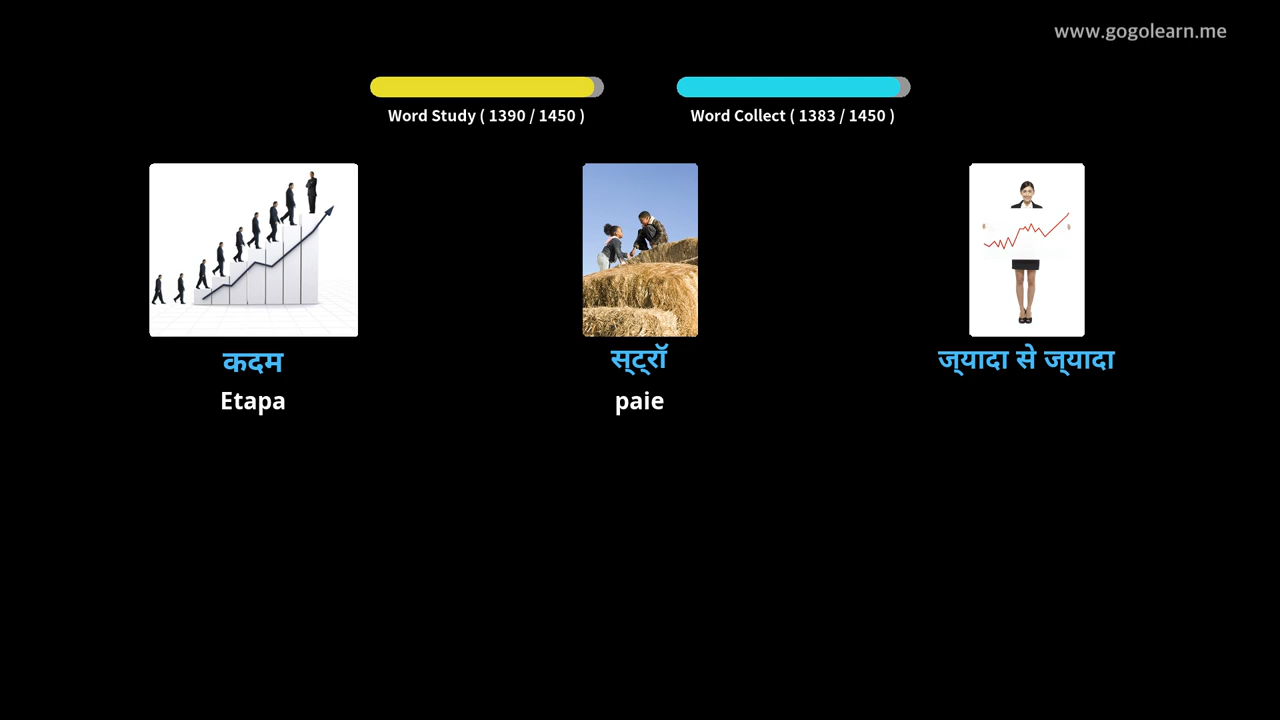 www.gogolearn.me
Word Study ( 1390 / 1450 )
Word Collect ( 1383 / 1450 )
कदम
स्ट्रॉ
ज्यादा से ज्यादा
Etapa
paie